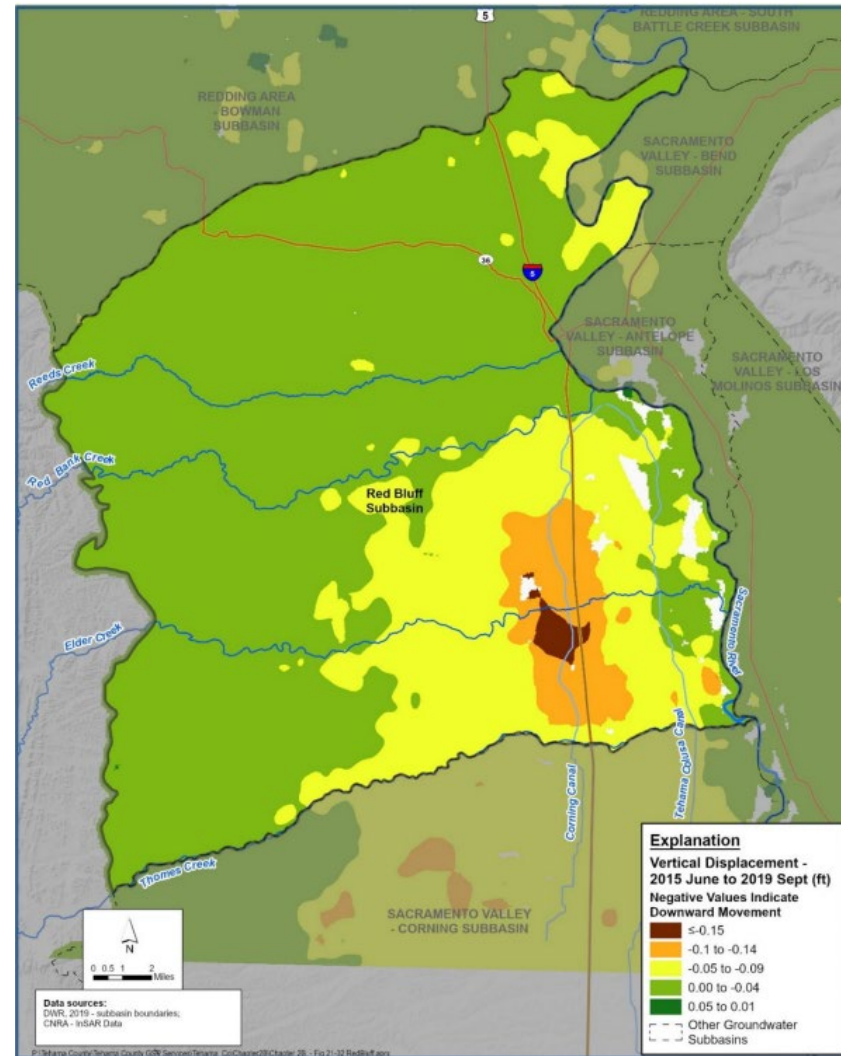 5
REDDING AREA - SOUTH
BATTLE CREEK SUBBASIN
REDDING AREA
- BOWMAN
SUBBASIN
SACRAMENTO
VALLEY - BEND
SUBBASIN
36
5
SACRAMENTO
VALLEY - ANTELOPE
SUBBASIN
SACRAMENTO
VALLEY - LOS
MOLINOS SUBBASIN
Reeds Creek
Red Bank Creek
Red Bluff
Subbasin
Elder Creek
Sacramento River
Corning Canal
Tehama Colusa Canal
Thomes Creek
SACRAMENTO VALLEY
- CORNING SUBBASIN
N
0 0.5 1 2
Miles
Data sources:
DWR, 2019 - subbasin boundaries;
CNRA - InSAR Data
Explanation
Vertical Displacement -
2015 June to 2019 Sept (ft)
Negative Values Indicate
Downward Movement
≤-0.15
-0.1 to -0.14
-0.05 to -0.09
0.00 to -0.04
0.05 to 0.01
Other Groundwater
Subbasins